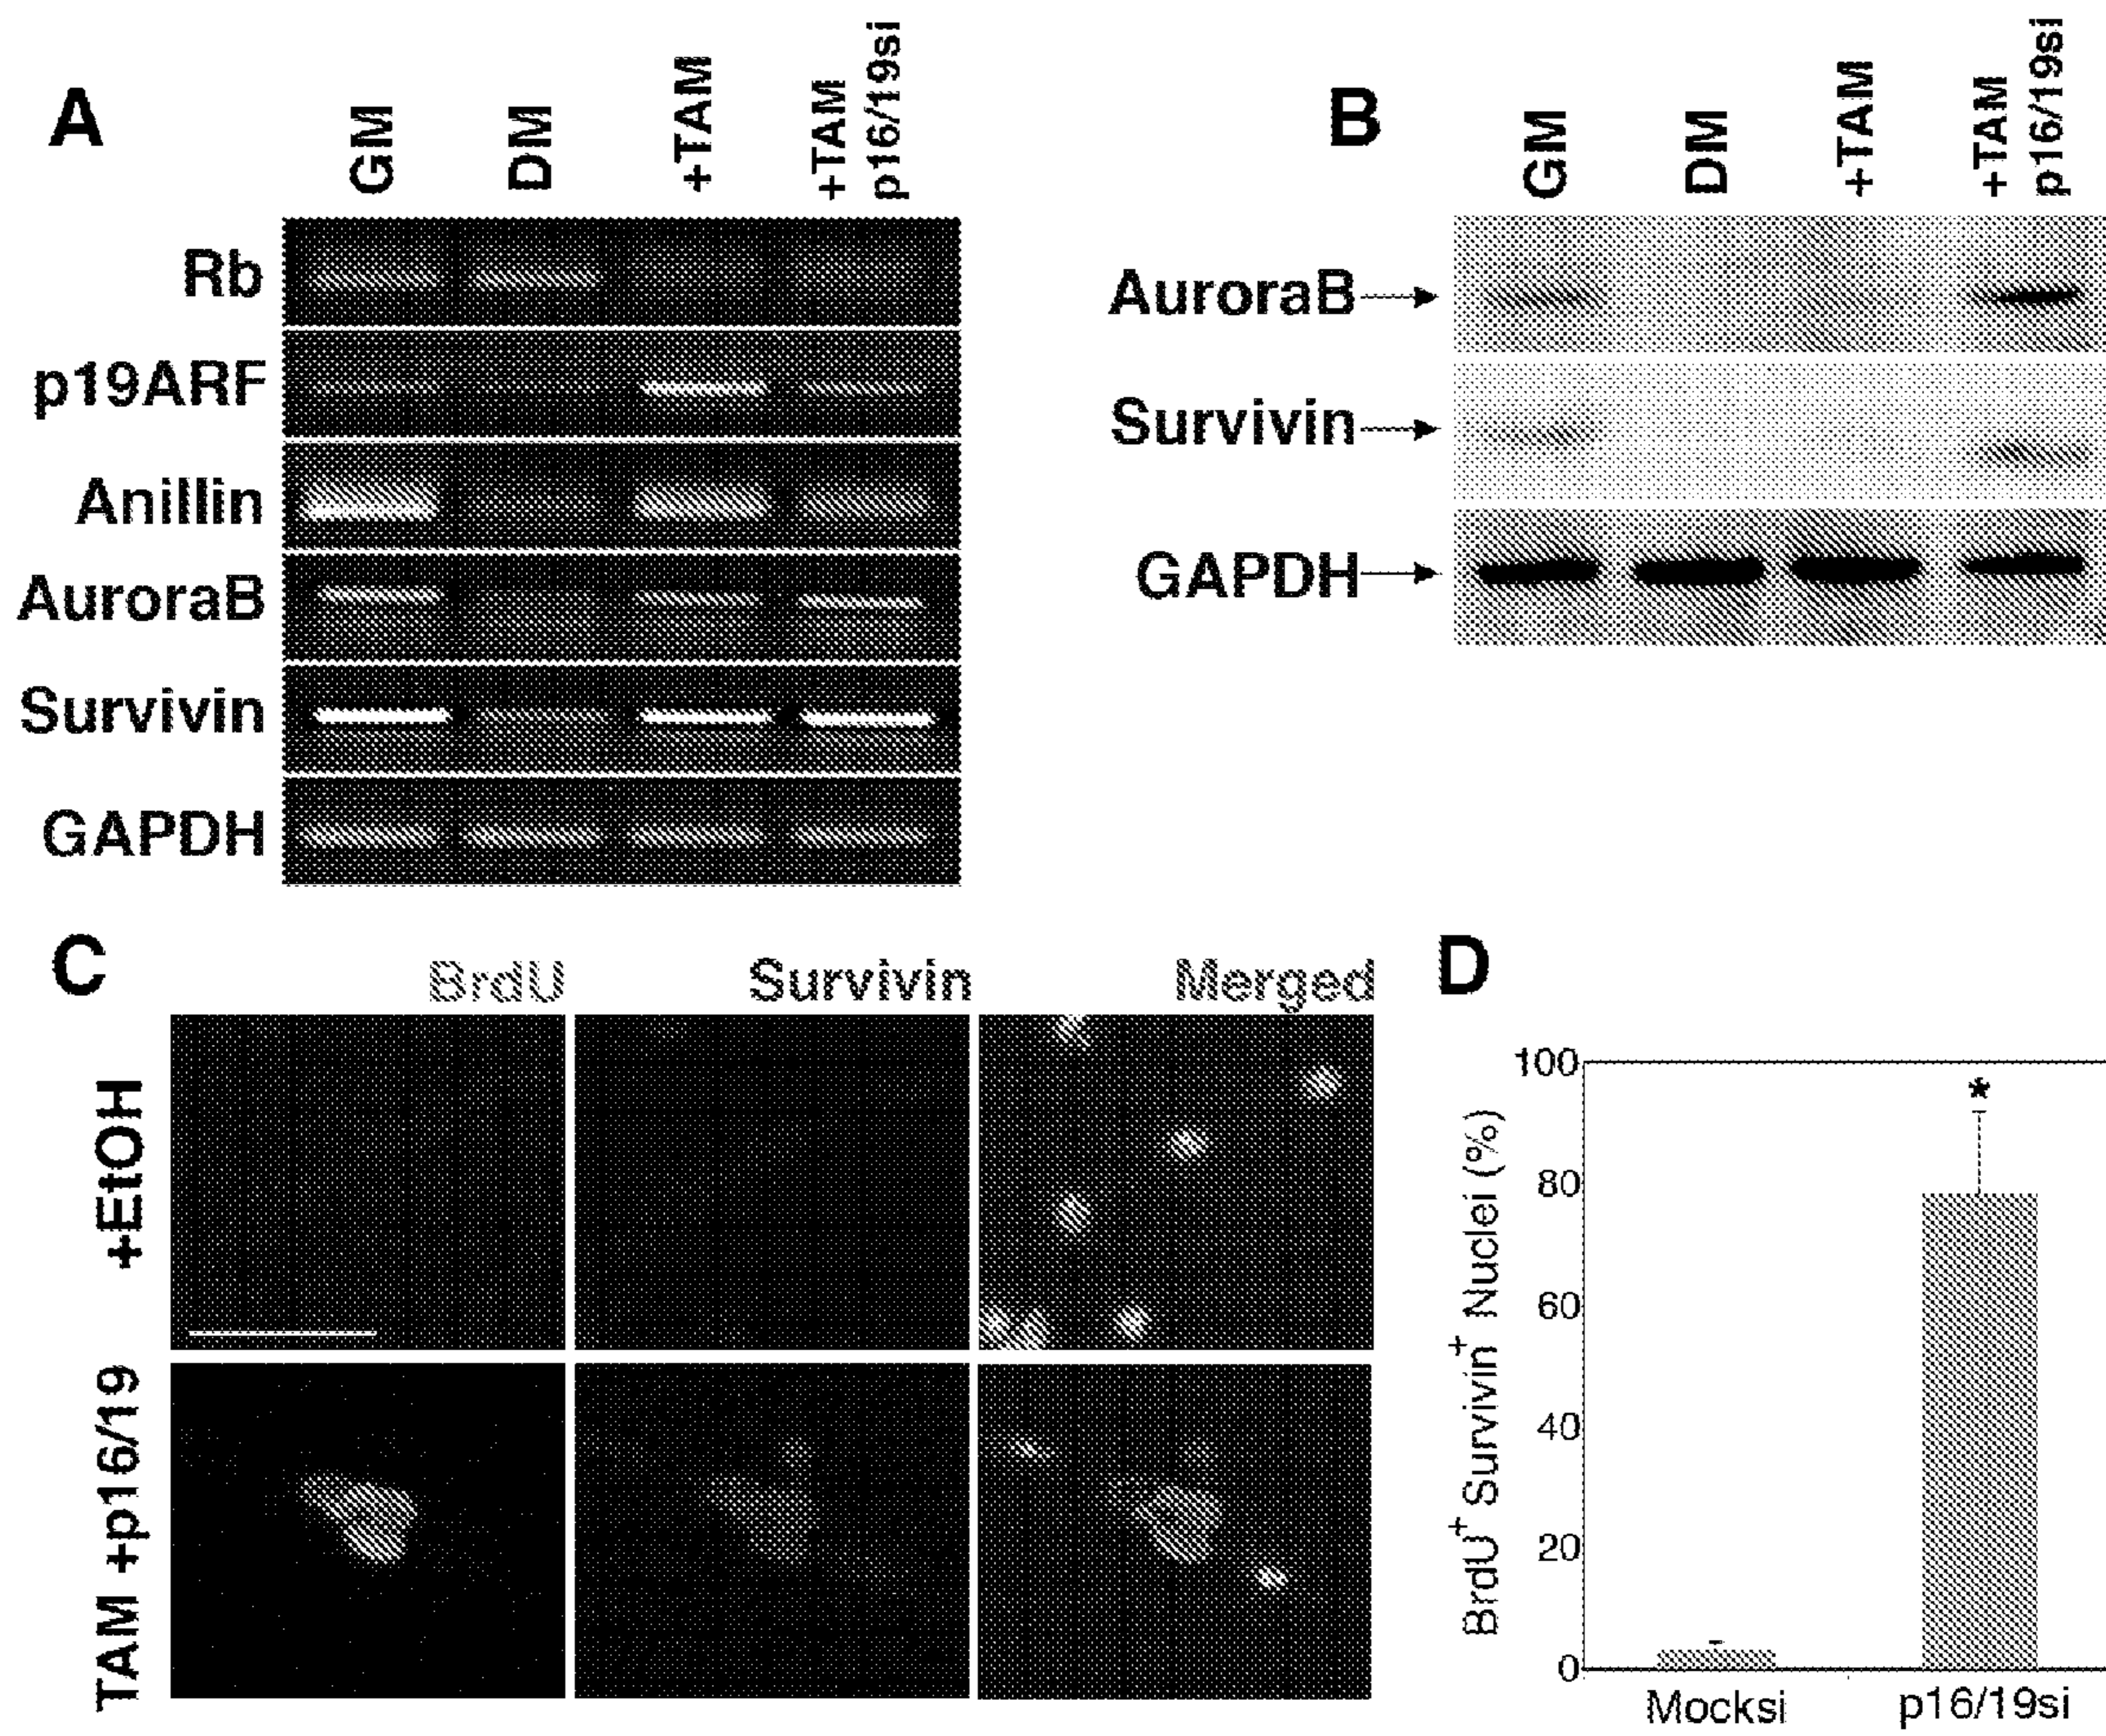 A
GM
DM
+TAM
+TAM
p16/19si
Rb
p19ARF
Anillin
AuroraB
Survivin
GAPDH
B
GM
DM
+TAM
+TAM
p16/19si
AuroraB
Survivin
GAPDH
C
BrdU
Survivin
Merged
+EtOH
TAM +p16/19
D
BrdU+ Survivin+ Nuclei (%)
100
80
60
40
20
0
*
Mocksi
p16/19si